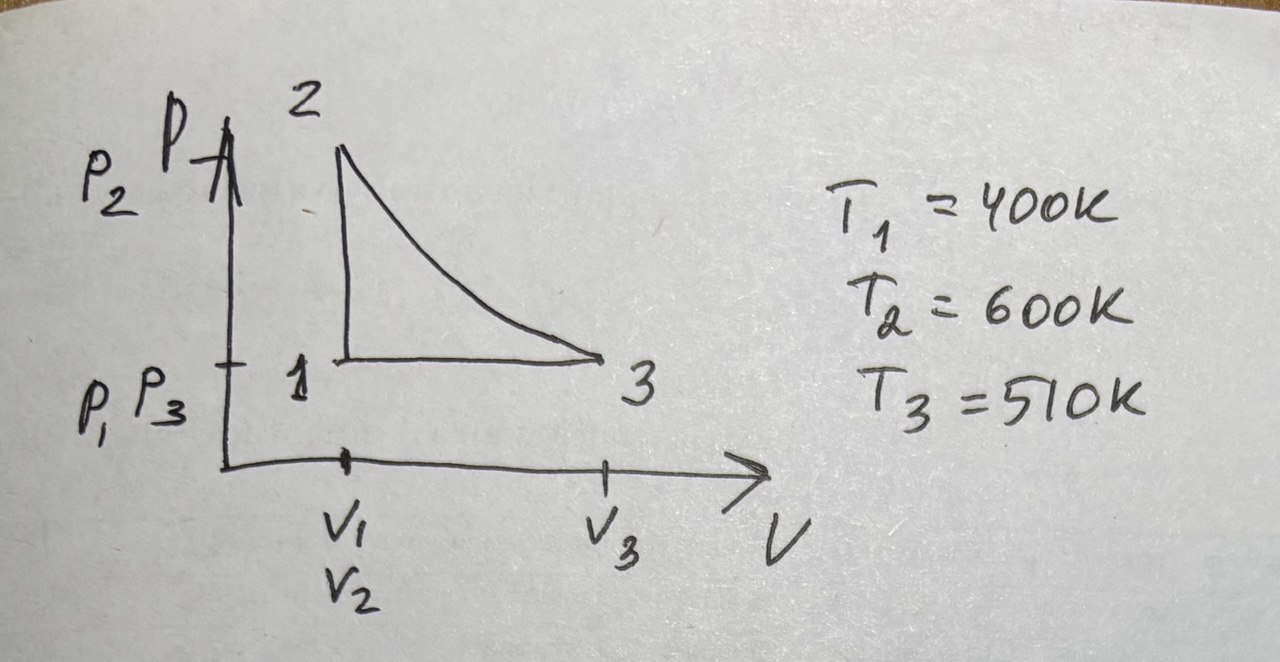 2
P
P₂
1
P₁ P₃
3
V₁
V₂
V₃
V
T₁ = 400K
T₂ = 600K
T₃ = 510K